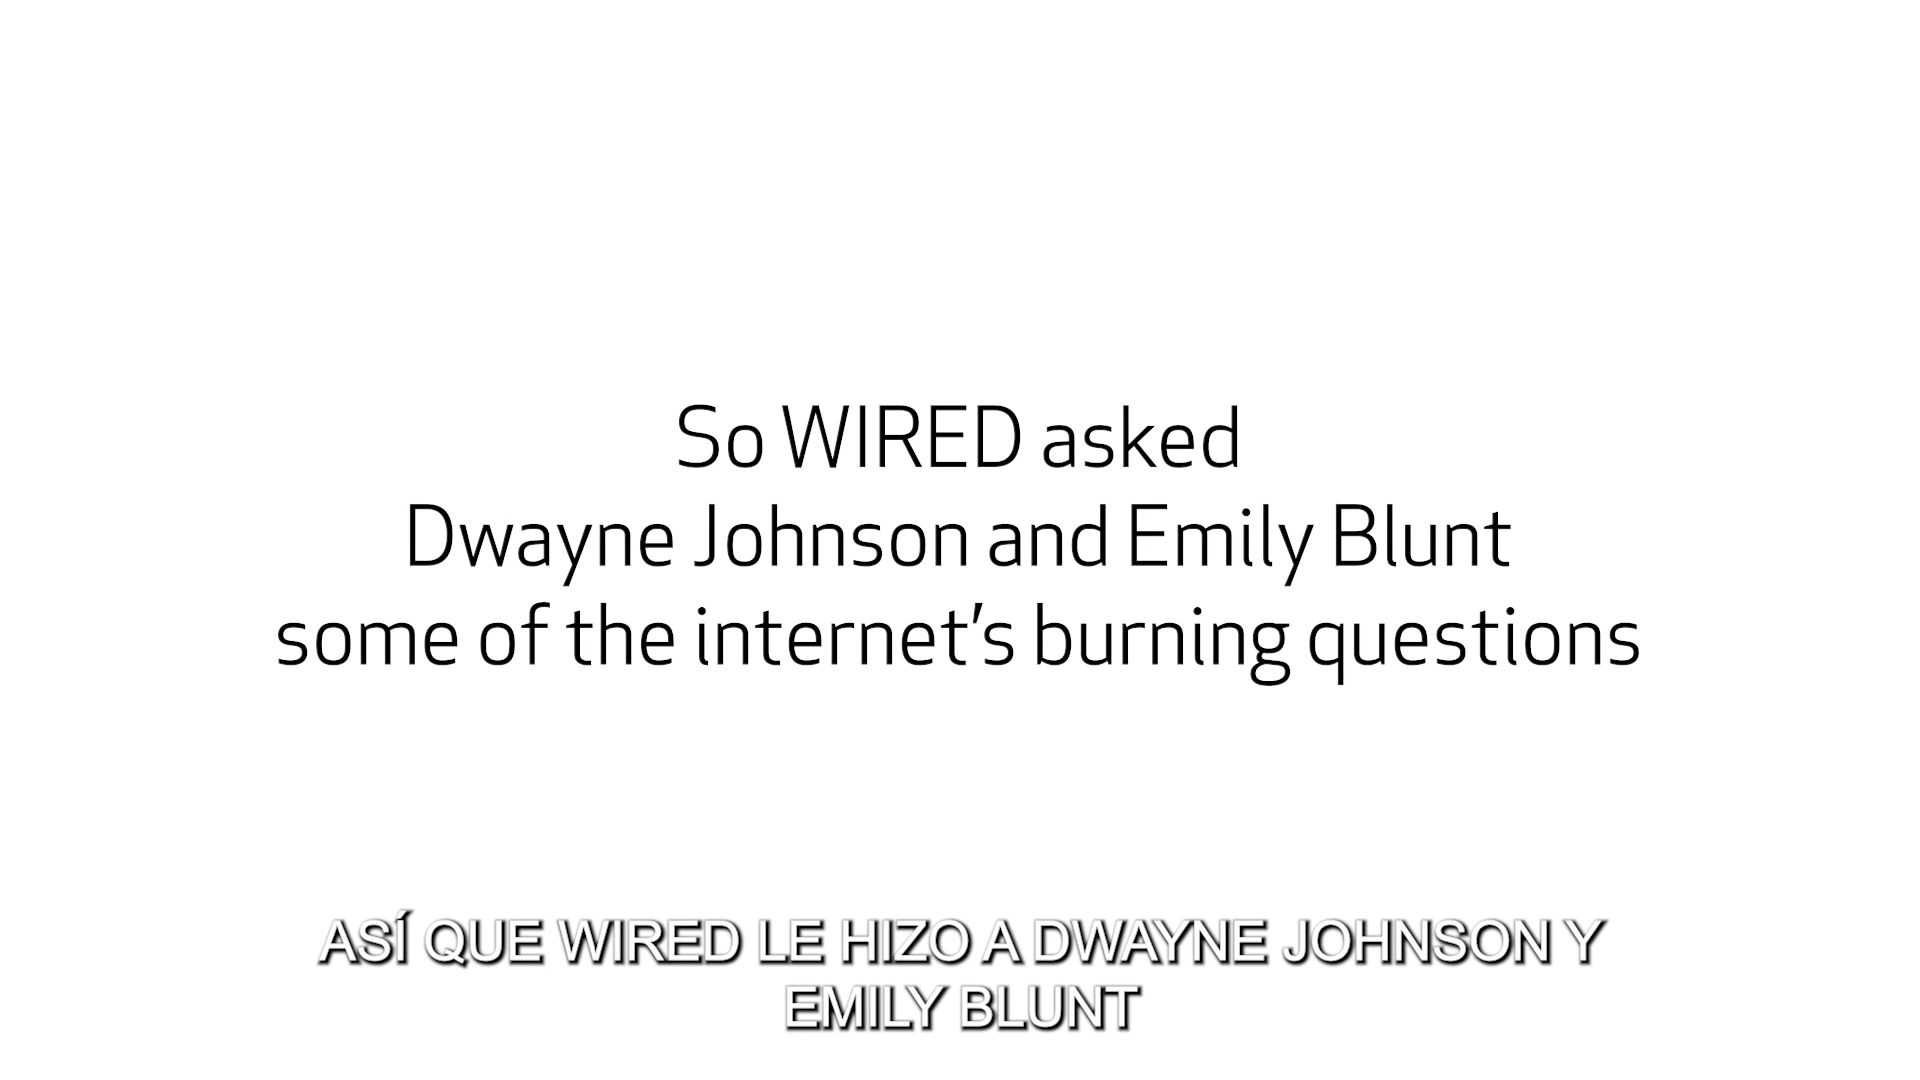 So WIRED asked
Dwayne Johnson and Emily Blunt
some of the internet’s burning questions
ASÍ QUE WIRED LE HIZO A DWAYNE JOHNSON Y
EMILY BLUNT